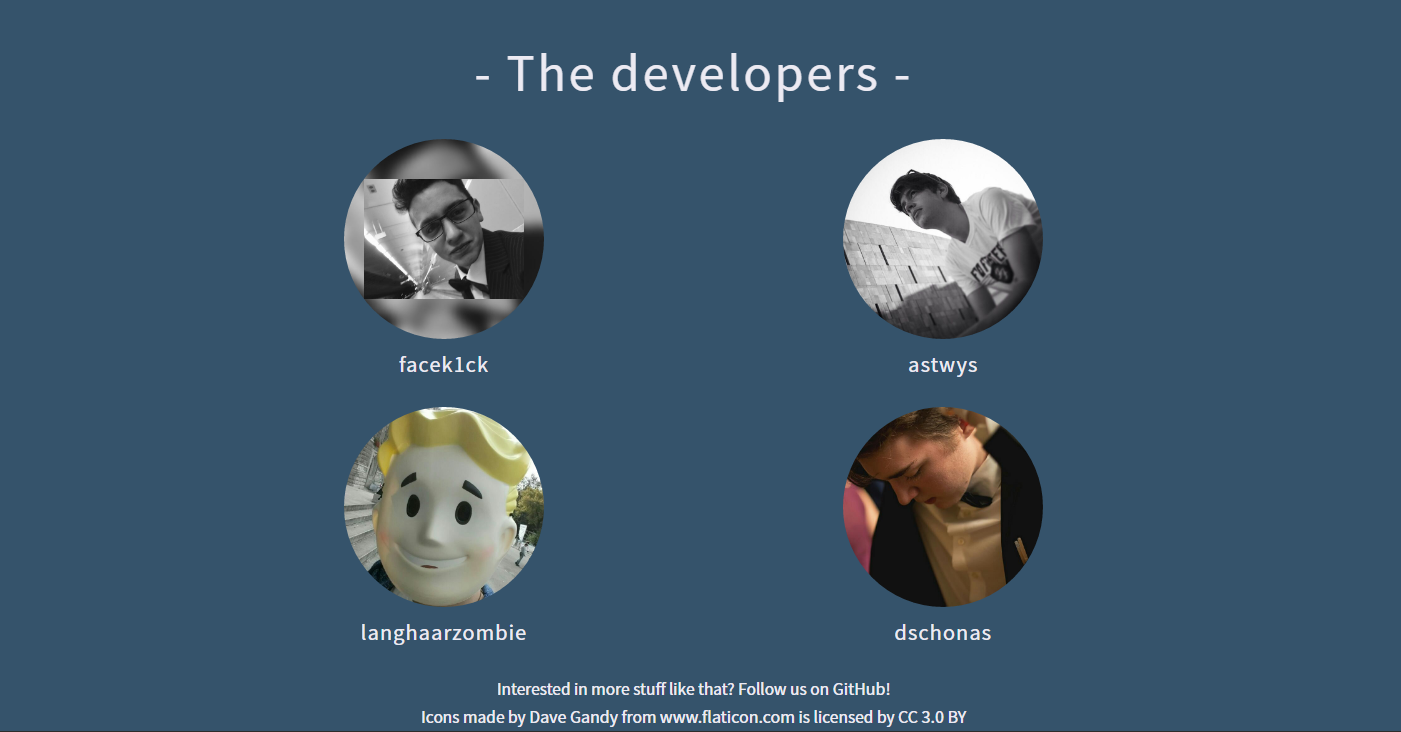 - The developers -
facek1ck
astwys
langhaarzombie
dschonas
Interested in more stuff like that? Follow us on GitHub!
Icons made by Dave Gandy from www.flaticon.com is licensed by CC 3.0 BY